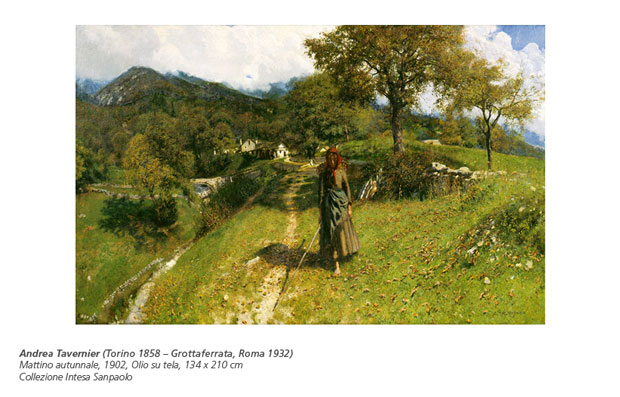 Andrea Tavernier (Torino 1858 – Grottaferrata, Roma 1932)
Mattino autunnale, 1902, Olio su tela, 134 x 210 cm
Collezione Intesa Sanpaolo